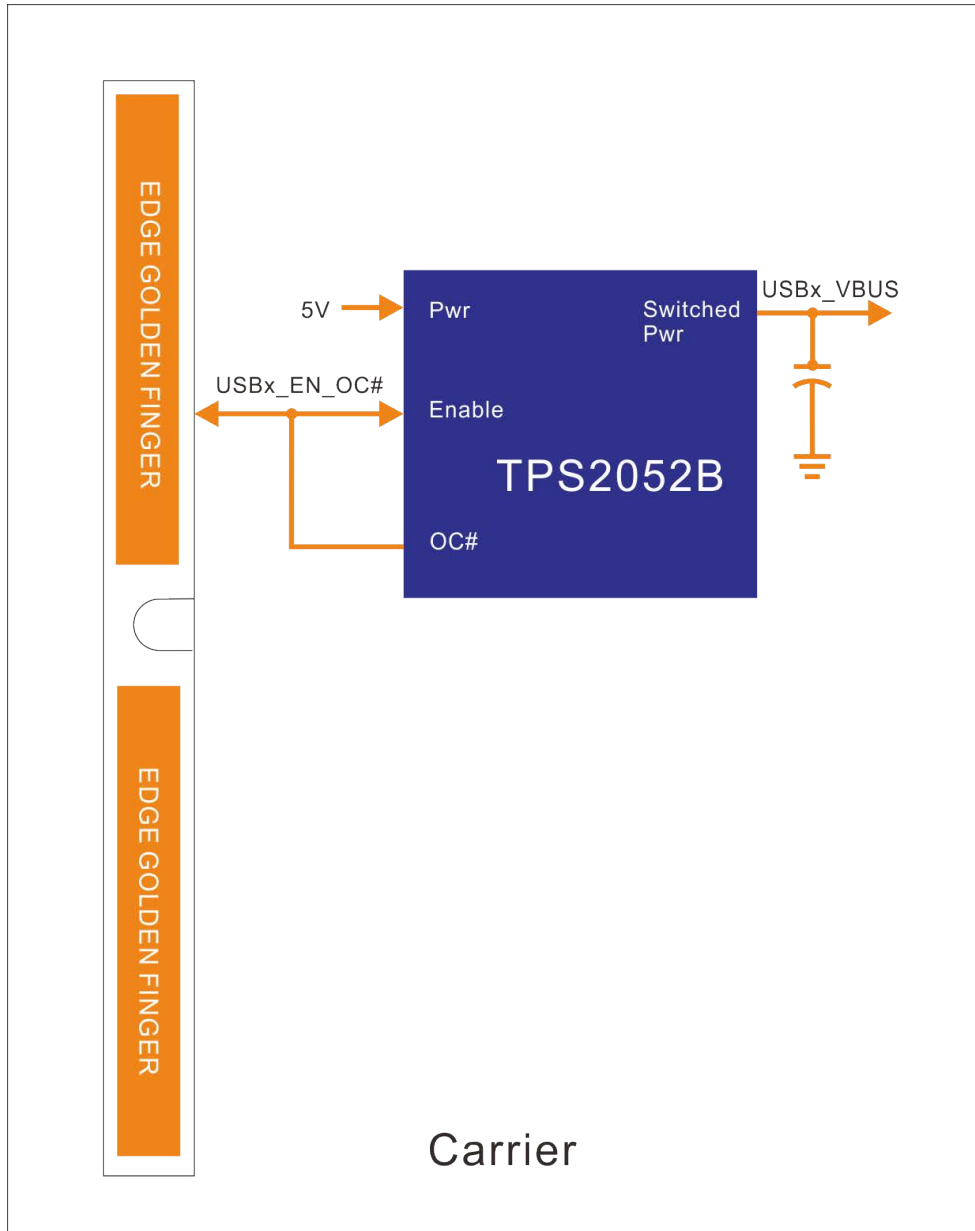 EDGE GOLDEN FINGER
5V
Pwr
Switched
Pwr
USBx_VBUS
USBx_EN_OC#
Enable
TPS2052B
OC#
EDGE GOLDEN FINGER
Carrier